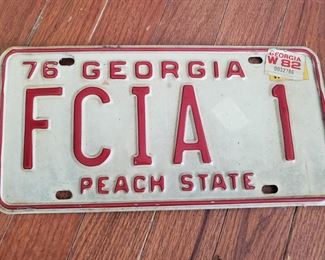 76 GEORGIA
GEORGIA
W 82
FCIA 1
PEACH STATE